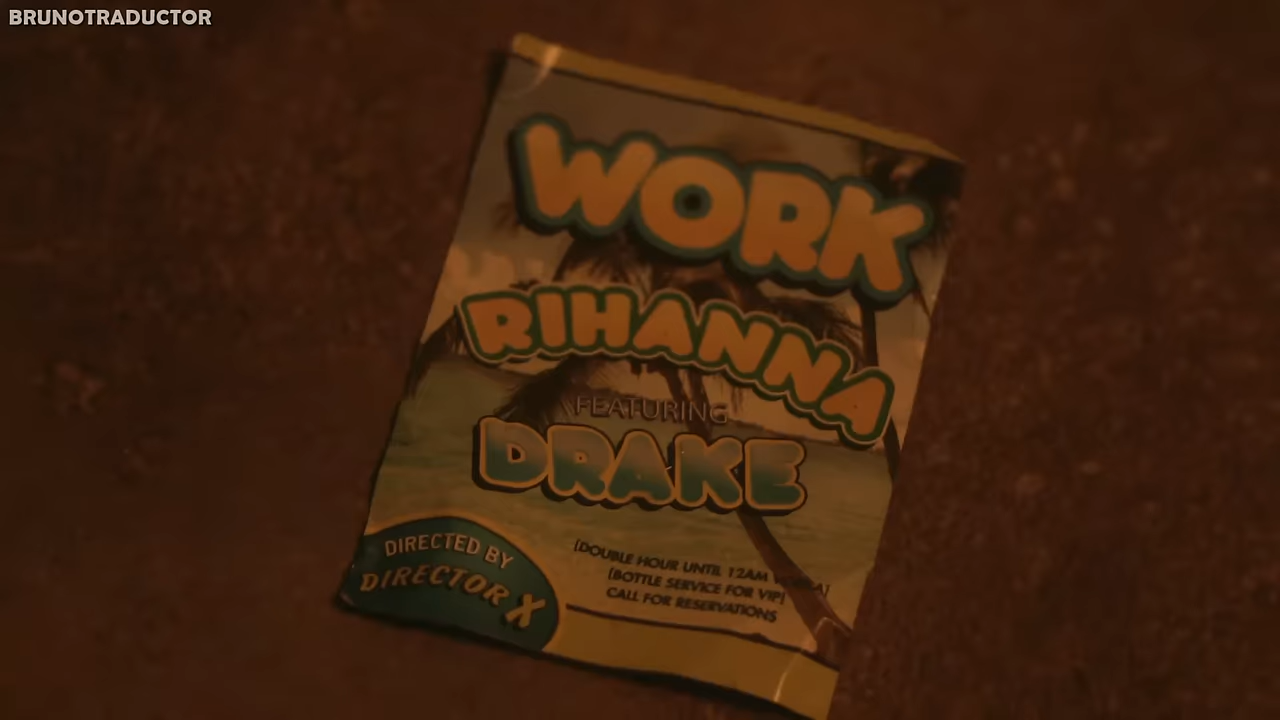 BRUNOTRADUCTOR
WORK
RIHANNA
FEATURING
DRAKE
DIRECTED BY
DIRECTOR X
[DOUBLE HOUR UNTIL 12AM
[BOTTLE SERVICE FOR VIP]
CALL FOR RESERVATIONS